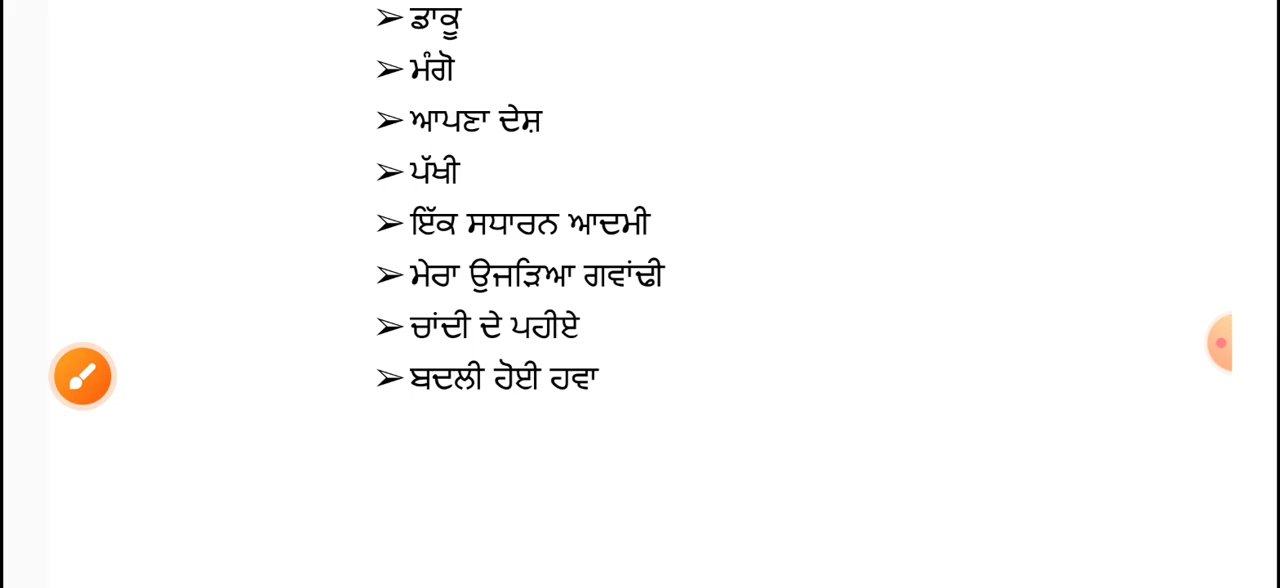 ➢ ਡਾਕੂ
➢ ਮੰਗੋ
➢ ਆਪਣਾ ਦੇਸ਼
➢ ਪੱਖੀ
➢ ਇੱਕ ਸਧਾਰਨ ਆਦਮੀ
➢ ਮੇਰਾ ਉਜੜਿਆ ਗਵਾਂਢੀ
➢ ਚਾਂਦੀ ਦੇ ਪਹੀਏ
➢ ਬਦਲੀ ਹੋਈ ਹਵਾ